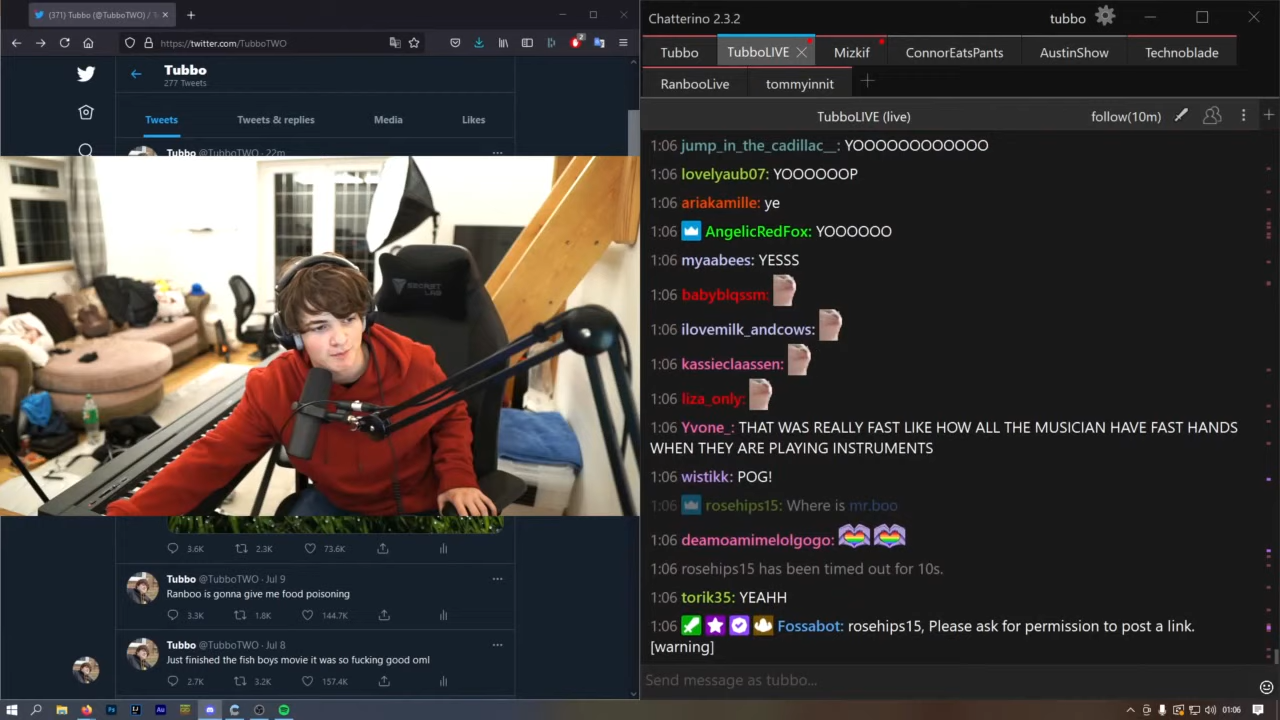 (371) Tubbo (@TubboTWO) / T
https://twitter.com/TubboTWO
2
Tubbo
277 Tweets
Tweets
Tweets & replies
Media
Likes
Tubbo @TubboTWO · 22m
SECRET LAB
3.6K
2.3K
73.6K
Tubbo @TubboTWO · Jul 9
Ranboo is gonna give me food poisoning
3.3K
1.8K
144.7K
Tubbo @TubboTWO · Jul 8
Just finished the fish boys movie it was so fucking good oml
2.7K
3.2K
157.4K
Chatterino 2.3.2
tubbo
Tubbo
TubboLIVE
Mizkif
ConnorEatsPants
AustinShow
Technoblade
RanbooLive
tommyinnit
TubboLIVE (live)
follow(10m)
1:06 jump_in_the_cadillac__: YOOOOOOOOOOOO
1:06 lovelyaub07: YOOOOOOP
1:06 ariakamille: ye
1:06 AngelicRedFox: YOOOOOO
1:06 myaabees: YESSS
1:06 babyblqssm:
1:06 ilovemilk_andcows:
1:06 kassieclaassen:
1:06 liza_only:
1:06 Yvone_: THAT WAS REALLY FAST LIKE HOW ALL THE MUSICIAN HAVE FAST HANDS
WHEN THEY ARE PLAYING INSTRUMENTS
1:06 wistikk: POG!
1:06 rosehips15: Where is mr.boo
1:06 deamoamimelolgogo:
1:06 rosehips15 has been timed out for 10s.
1:06 torik35: YEAHH
1:06 Fossabot: rosehips15, Please ask for permission to post a link.
[warning]
Send message as tubbo...
Ps
Au
01:06